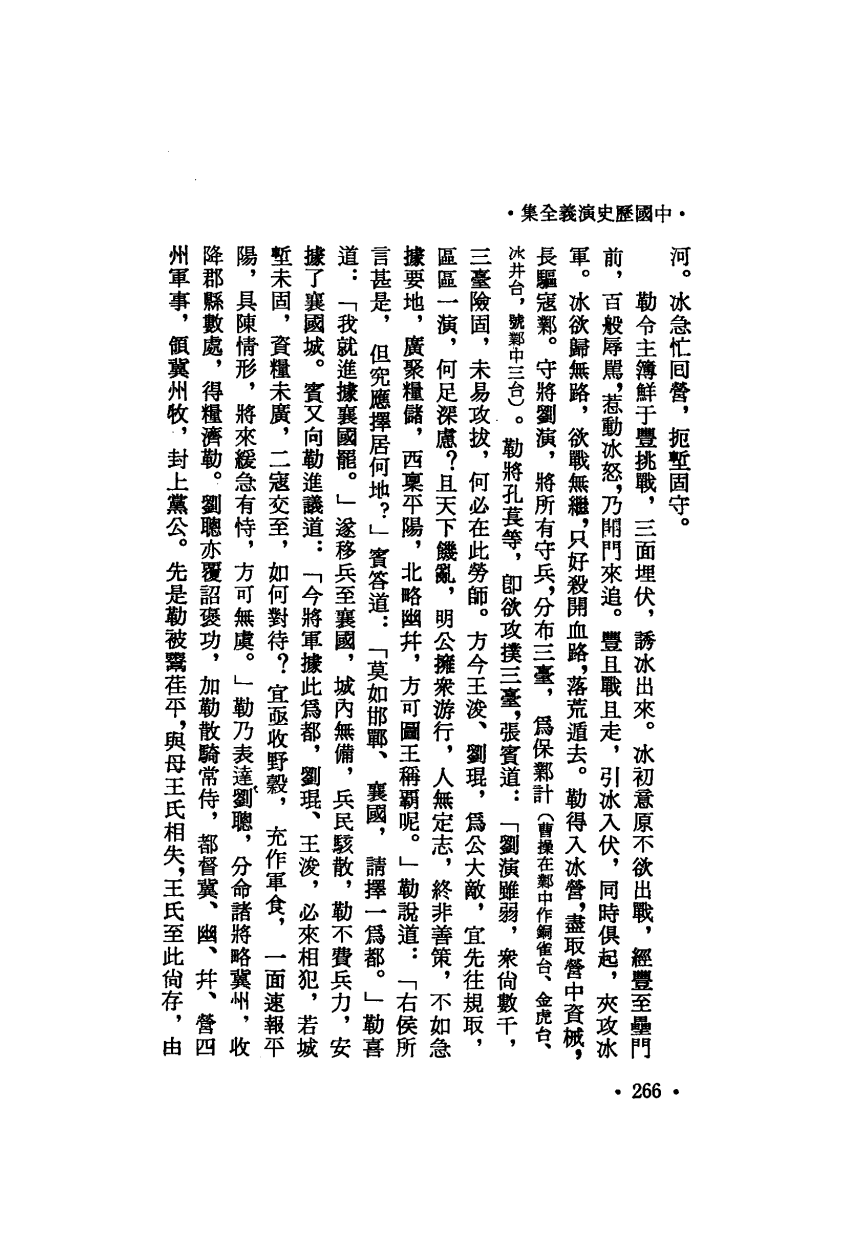 •中國歷史演義全集•
河。冰急忙回營，扼塹固守。
勒令主簿鮮于豐挑戰，三面埋伏，誘冰出來。冰初意原不欲出戰，經豐至壘門
前，百般辱罵，惹動冰怒，乃開門來追。豐且戰且走，引冰入伏，同時俱起，夾攻冰
軍。冰欲歸無路，欲戰無繼，只好殺開血路，落荒遁去。勒得入冰營，盡取營中資械，
長驅寇鄴。守將劉演，將所有守兵，分布三臺，爲保鄴計（曹操在鄴中作銅雀台、金虎台、
冰井台，號鄴中三台）。勒將孔萇等，卽欲攻撲三臺，張賓道：「劉演雖弱，衆尙數千，
三臺險固，未易攻拔，何必在此勞師。方今王浚、劉琨，爲公大敵，宜先往規取，
區區一演，何足深慮？且天下饑亂，明公擁衆游行，人無定志，終非善策，不如急
據要地，廣聚糧儲，西稟平陽，北略幽幷，方可圖王稱霸呢。」勒說道：「右侯所
言甚是，但究應擇居何地？」賓答道：「莫如邯鄲、襄國，請擇一爲都。」勒喜
道：「我就進據襄國罷。」遂移兵至襄國，城內無備，兵民駭散，勒不費兵力，安
據了襄國城。賓又向勒進議道：「今將軍據此爲都，劉琨、王浚，必來相犯，若城
塹未固，資糧未廣，二寇交至，如何對待？宜亟收野穀，充作軍食，一面速報平
陽，具陳情形，將來緩急有恃，方可無虞。」勒乃表達劉聰，分命諸將略冀州，收
降郡縣數處，得糧濟勒。劉聰亦覆詔褒功，加勒散騎常侍，都督冀、幽、幷、營四
州軍事，領冀州牧，封上黨公。先是勒被鬻茌平，與母王氏相失，王氏至此尙存，由
•266•